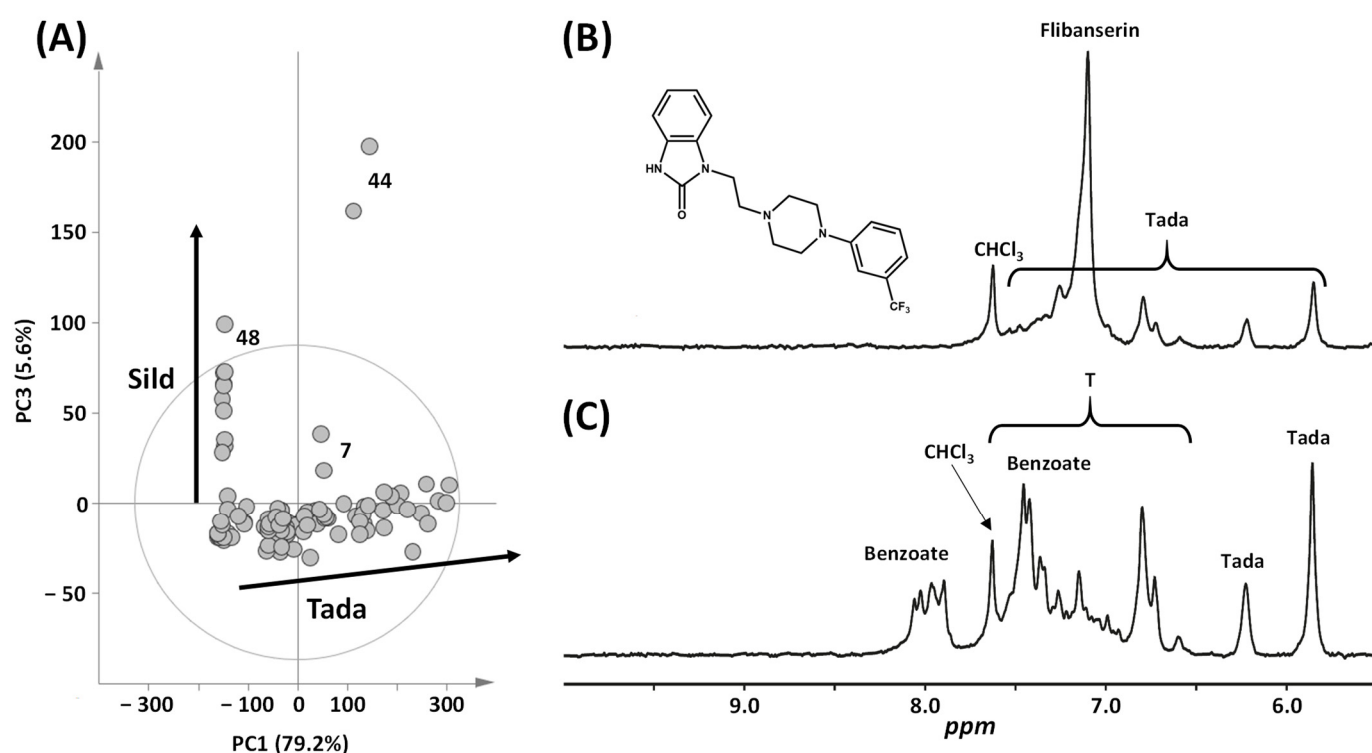 (A)
200
150
100
50
0
− 50
PC3 (5.6%)
44
48
7
Sild
Tada
− 300
− 100
0
100
300
PC1 (79.2%)
(B)
Flibanserin
HN
N
O
N
N
CF3
CHCl3
Tada
(C)
T
CHCl3
Benzoate
Benzoate
Tada
Tada
9.0
8.0
7.0
6.0
ppm